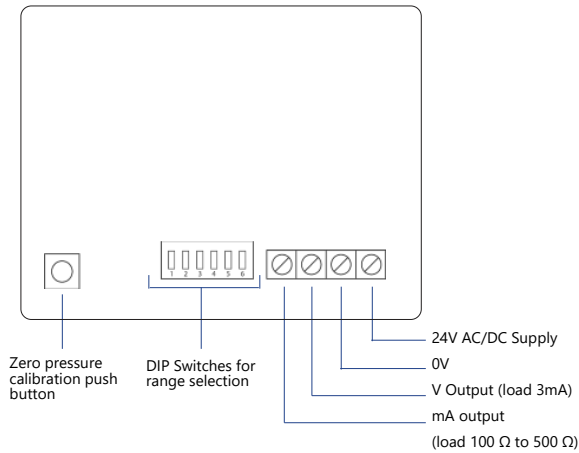 1 2 3 4 5 6
24V AC/DC Supply
0V
V Output (load 3mA)
mA output
(load 100 Ω to 500 Ω)
Zero pressure
calibration push
button
DIP Switches for
range selection